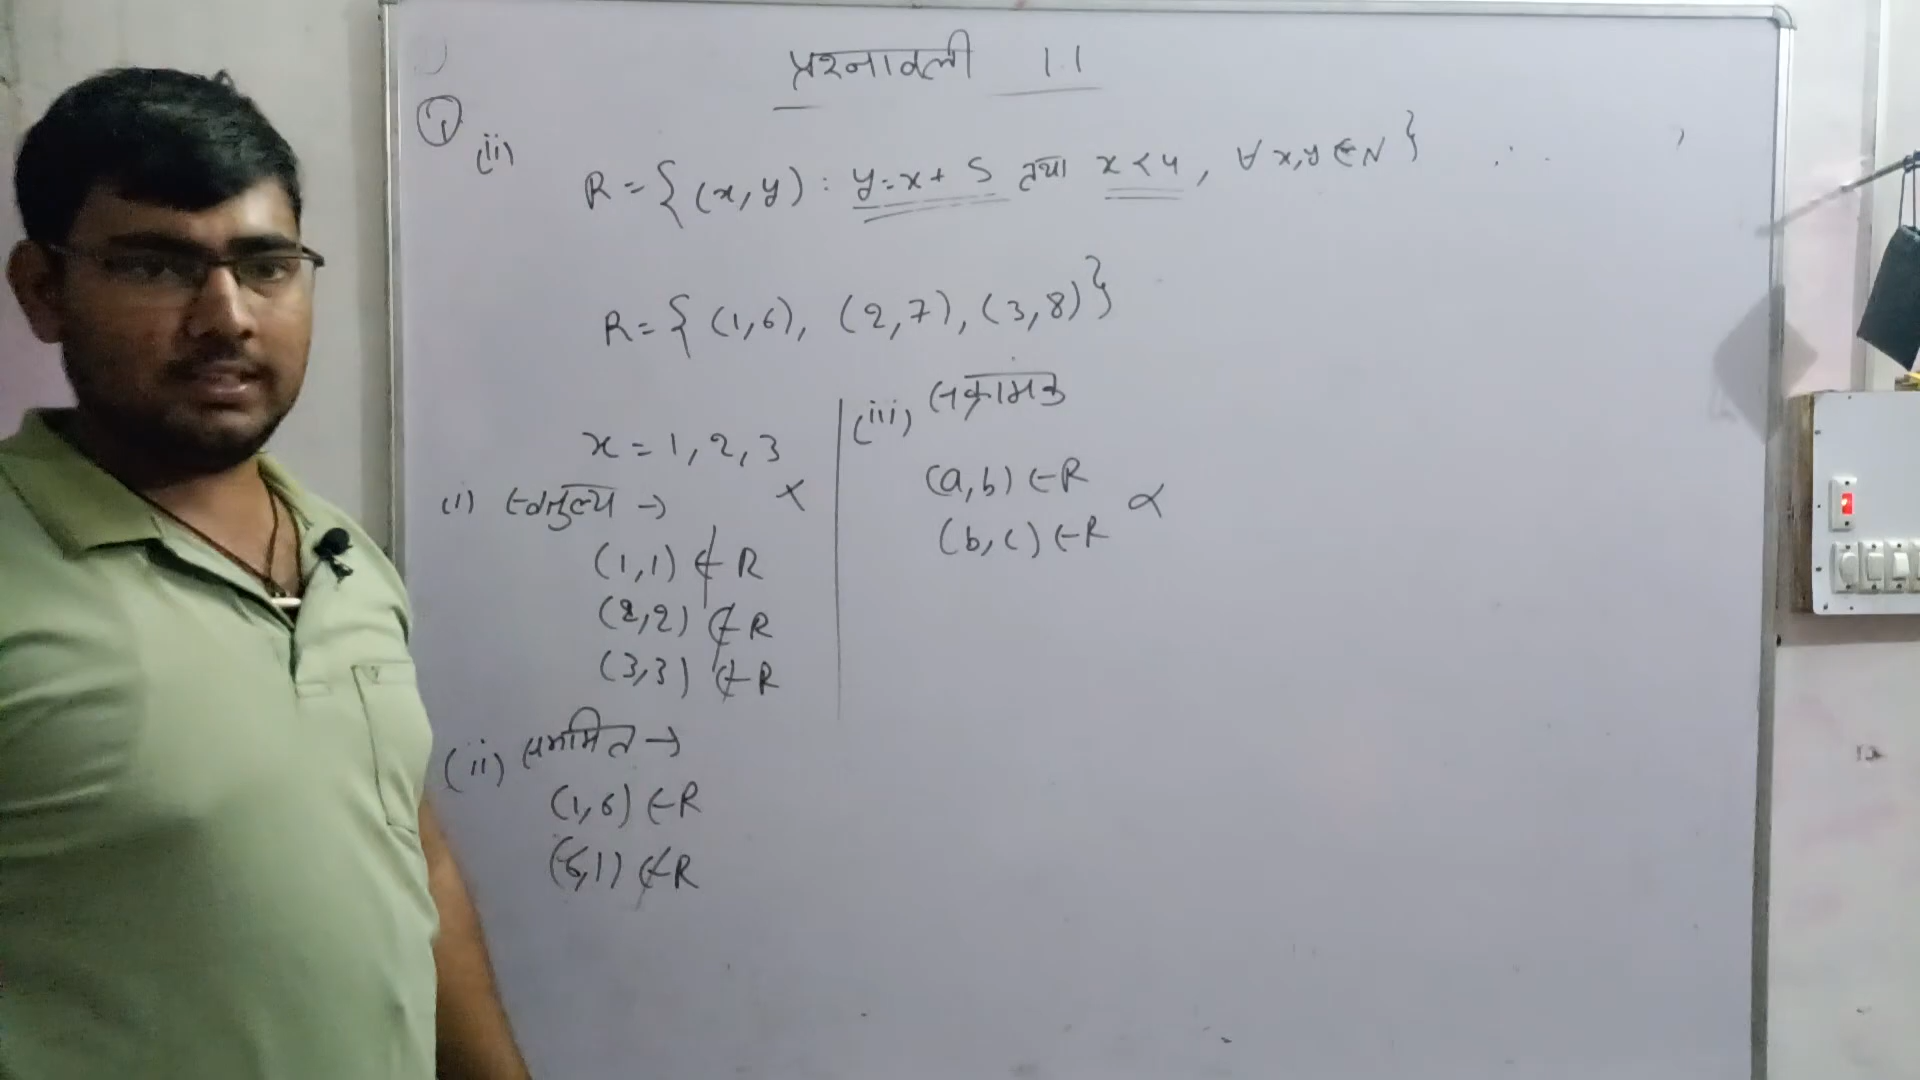 प्रश्नावली 1.1
(1)
(ii)
R = { (x, y) : y = x + 5 तथा x < 4 , ∀ x, y ∈ N }
R = { (1, 6), (2, 7), (3, 8) }
x = 1, 2, 3
(i) स्वतुल्य → ×
(1, 1) ∉ R
(2, 2) ∉ R
(3, 3) ∉ R
(ii) सममित →
(1, 6) ∈ R
(6, 1) ∉ R
(iii) संक्रामक
(a, b) ∈ R
(b, c) ∈ R